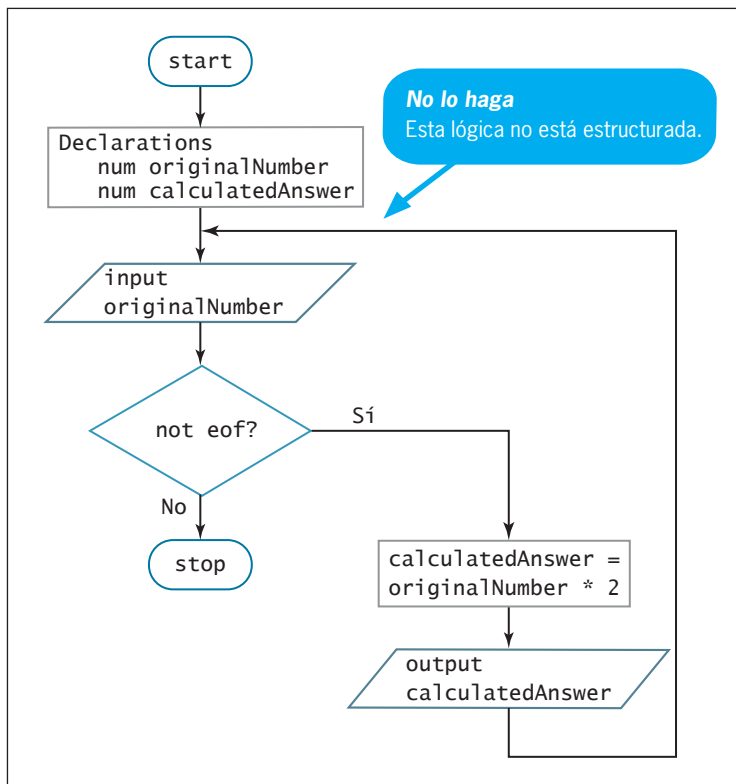 start
No lo haga
Esta lógica no está estructurada.
Declarations
num originalNumber
num calculatedAnswer
input
originalNumber
not eof?
Sí
No
stop
calculatedAnswer =
originalNumber * 2
output
calculatedAnswer